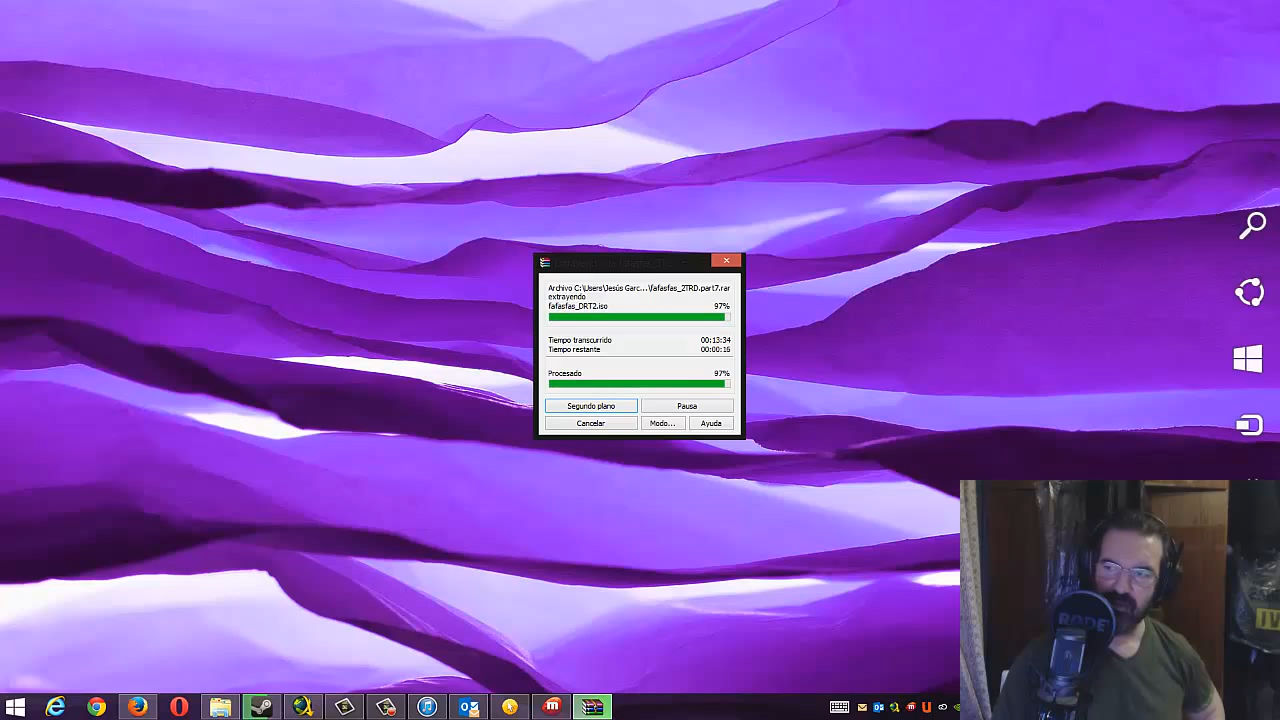 Archivo C:\Users\Jesús Garc...\fafasfas_2TRD.part7.rar
extrayendo
fafasfas_DRT2.iso 97%
Tiempo transcurrido 00:13:34
Tiempo restante 00:00:16
Procesado 97%
Segundo plano Pausa
Cancelar Modo... Ayuda
RODE